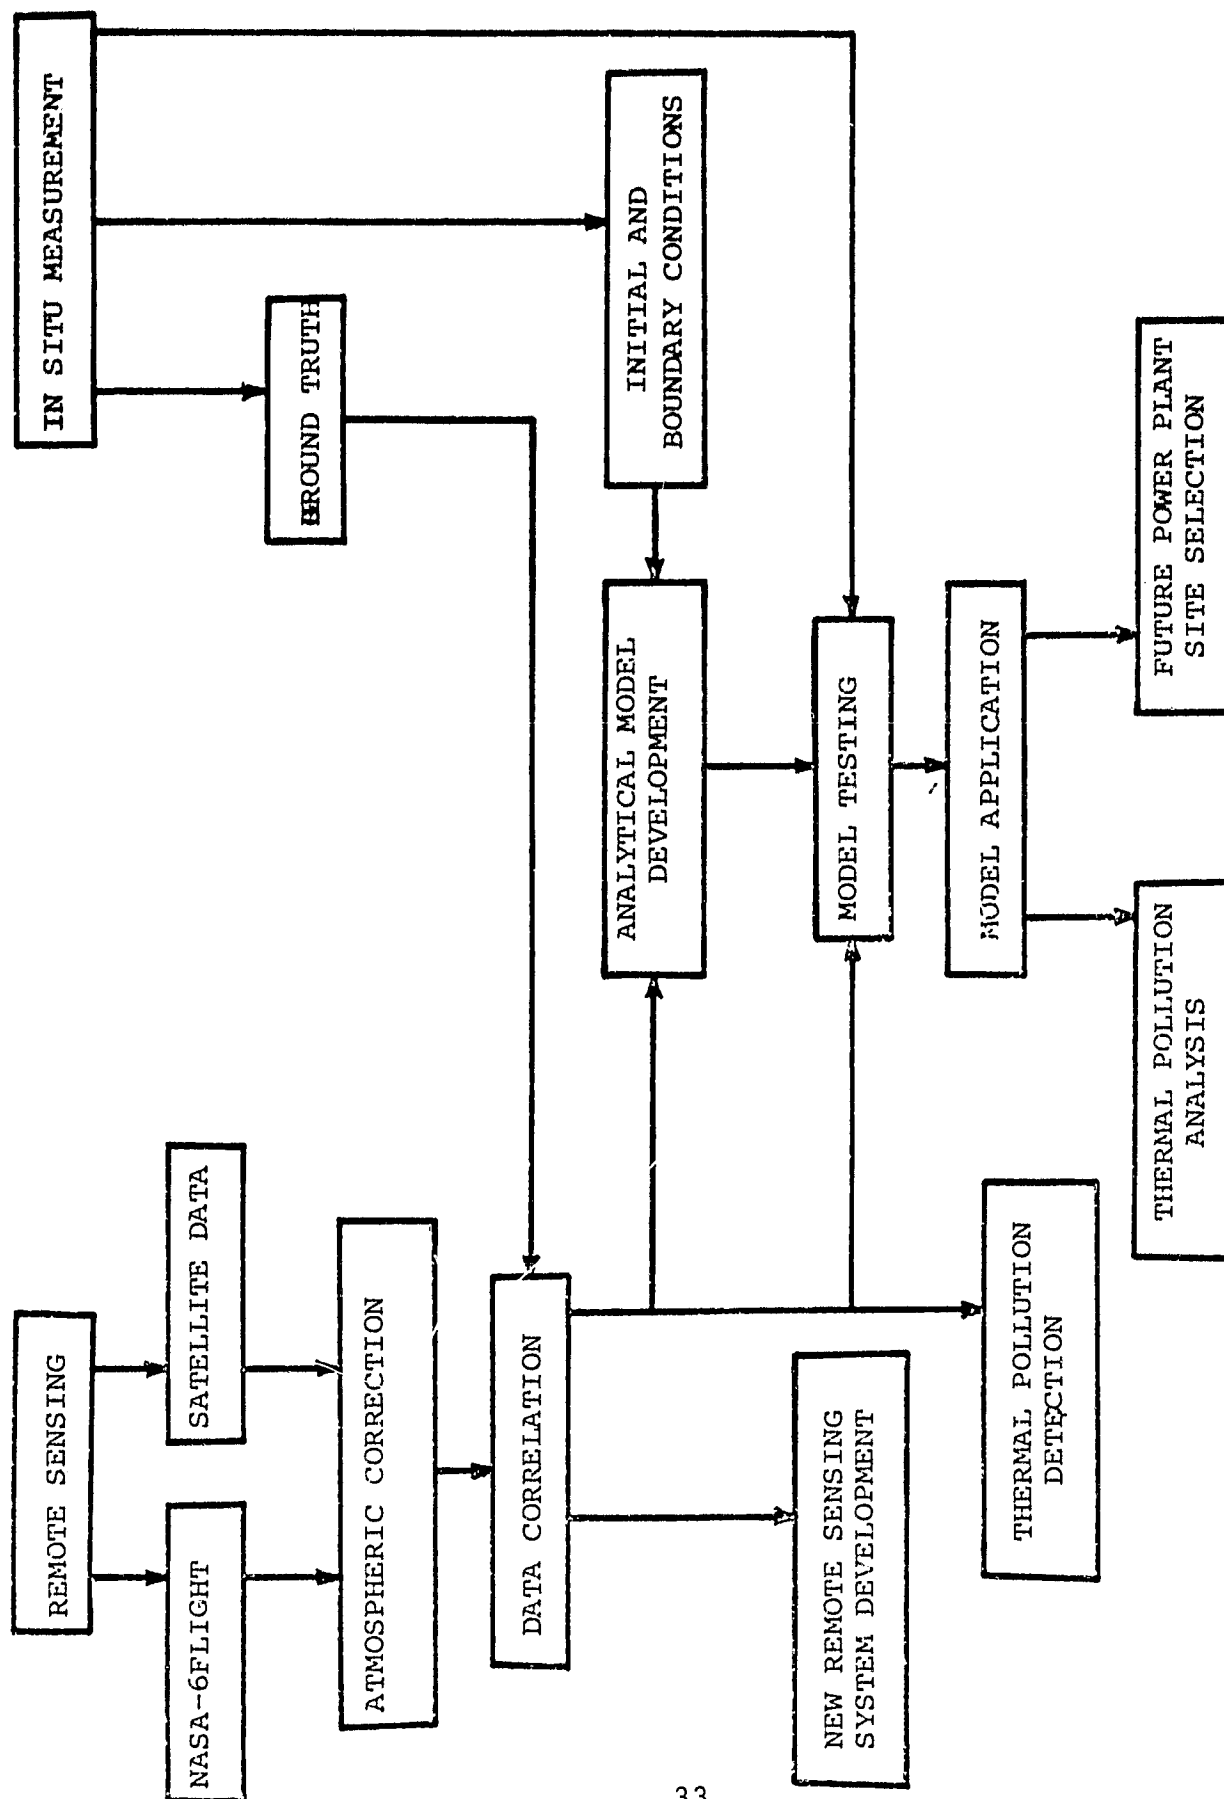 REMOTE SENSING
IN SITU MEASUREMENT
NASA-6FLIGHT
SATELLITE DATA
GROUND TRUTH
ATMOSPHERIC CORRECTION
DATA CORRELATION
ANALYTICAL MODEL
DEVELOPMENT
INITIAL AND
BOUNDARY CONDITIONS
NEW REMOTE SENSING
SYSTEM DEVELOPMENT
MODEL TESTING
THERMAL POLLUTION
DETECTION
MODEL APPLICATION
THERMAL POLLUTION
ANALYSIS
FUTURE POWER PLANT
SITE SELECTION
33